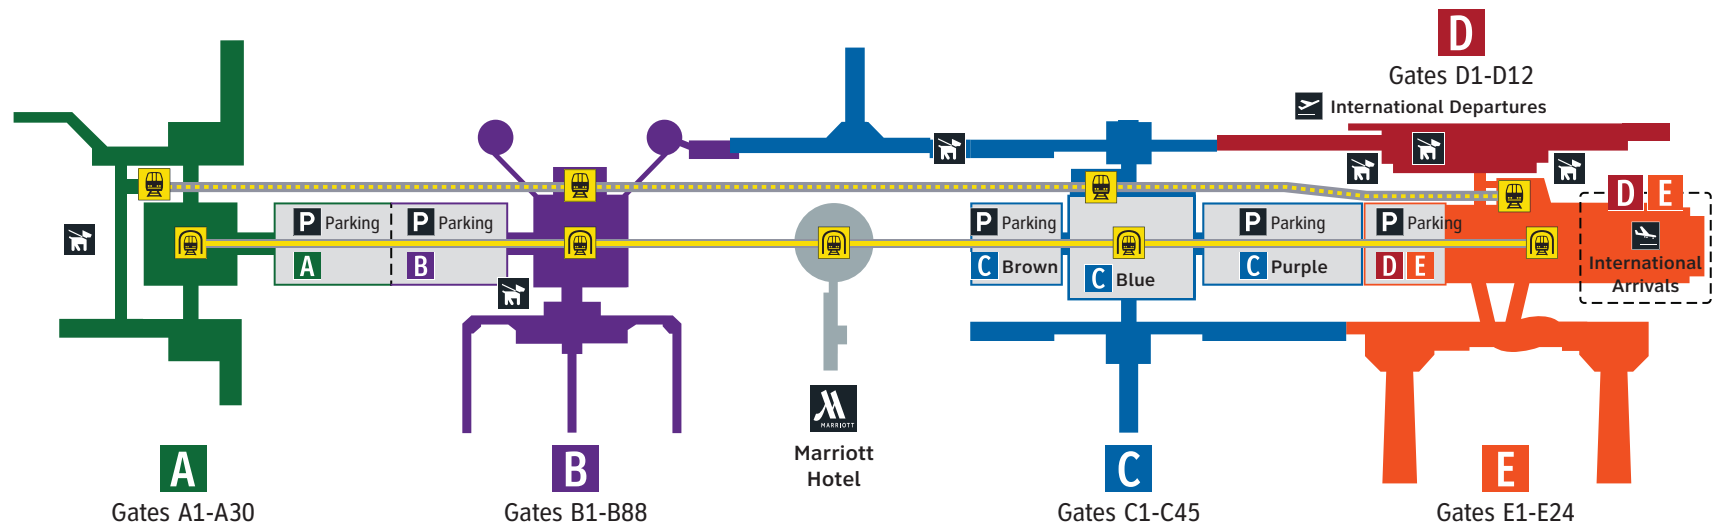 D
Gates D1-D12
International Departures
D E
P Parking
P Parking
P Parking
P Parking
P Parking
A
B
C Brown
C Blue
C Purple
D E
International
Arrivals
MARRIOTT
Marriott
Hotel
A
Gates A1-A30
B
Gates B1-B88
C
Gates C1-C45
E
Gates E1-E24